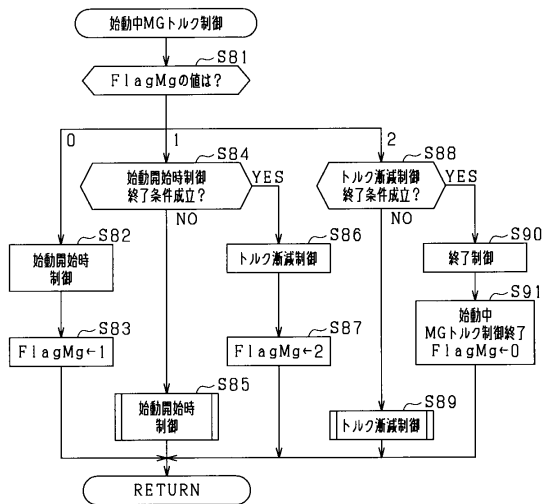 始動中MGトルク制御
S81
FlagMgの値は?
0
1
2
S84
始動開始時制御
終了条件成立?
YES
NO
S88
トルク漸減制御
終了条件成立?
YES
NO
S82
始動開始時
制御
S86
トルク漸減制御
S90
終了制御
S83
FlagMg←1
S87
FlagMg←2
S91
始動中
MGトルク制御終了
FlagMg←0
S85
始動開始時
制御
S89
トルク漸減制御
RETURN